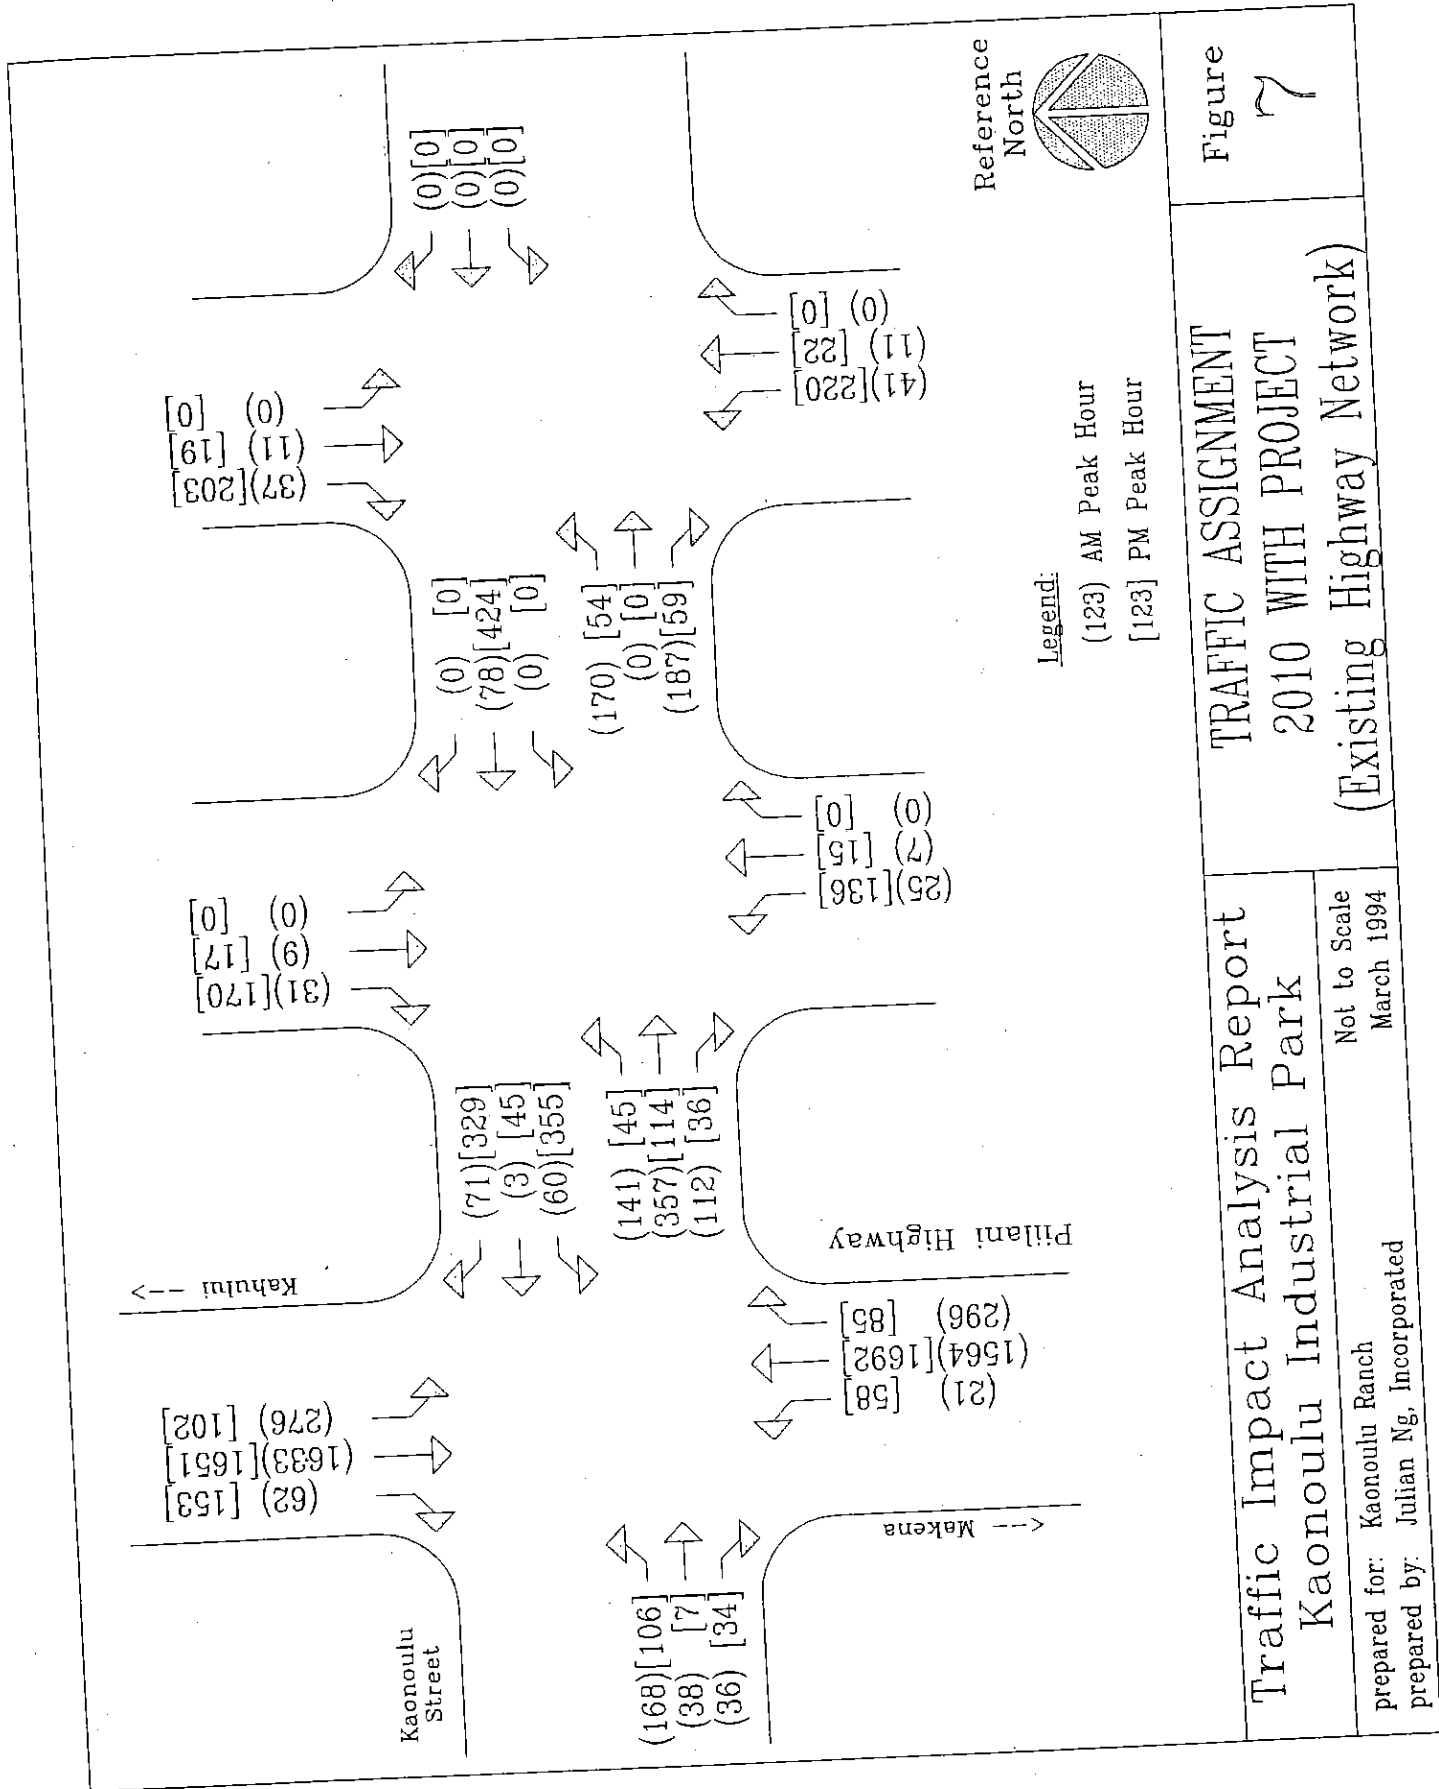 Kaonoulu
Street
Kahului -->
<-- Makena
Piilani Highway
(62) [153]
(1633)[1651]
(276) [102]
(31)[170]
(9) [17]
(0) [0]
(37)[203]
(11) [19]
(0) [0]
(71)[329]
(3) [45]
(60)[355]
(0) [0]
(78)[424]
(0) [0]
(0)[0]
(0)[0]
(0)[0]
(168)[106]
(38) [7]
(36) [34]
(141) [45]
(357)[114]
(112) [36]
(170) [54]
(0) [0]
(187)[59]
(21) [58]
(1564)[1692]
(296) [85]
(25)[136]
(7) [15]
(0) [0]
(41)[220]
(11) [22]
(0) [0]
Legend:
(123) AM Peak Hour
[123] PM Peak Hour
Reference
North
Traffic Impact Analysis Report
Kaonoulu Industrial Park
prepared for: Kaonoulu Ranch
prepared by: Julian Ng, Incorporated
Not to Scale
March 1994
TRAFFIC ASSIGNMENT
2010 WITH PROJECT
(Existing Highway Network)
Figure
7